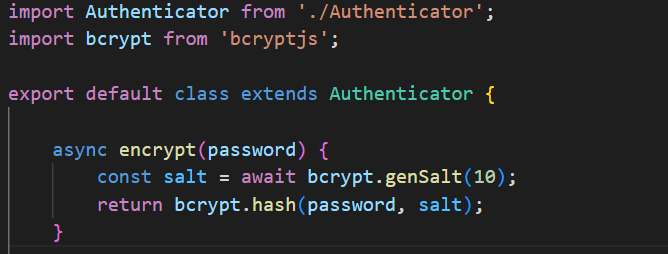 import Authenticator from './Authenticator';
import bcrypt from 'bcryptjs';
export default class extends Authenticator {
async encrypt(password) {
const salt = await bcrypt.genSalt(10);
return bcrypt.hash(password, salt);
}